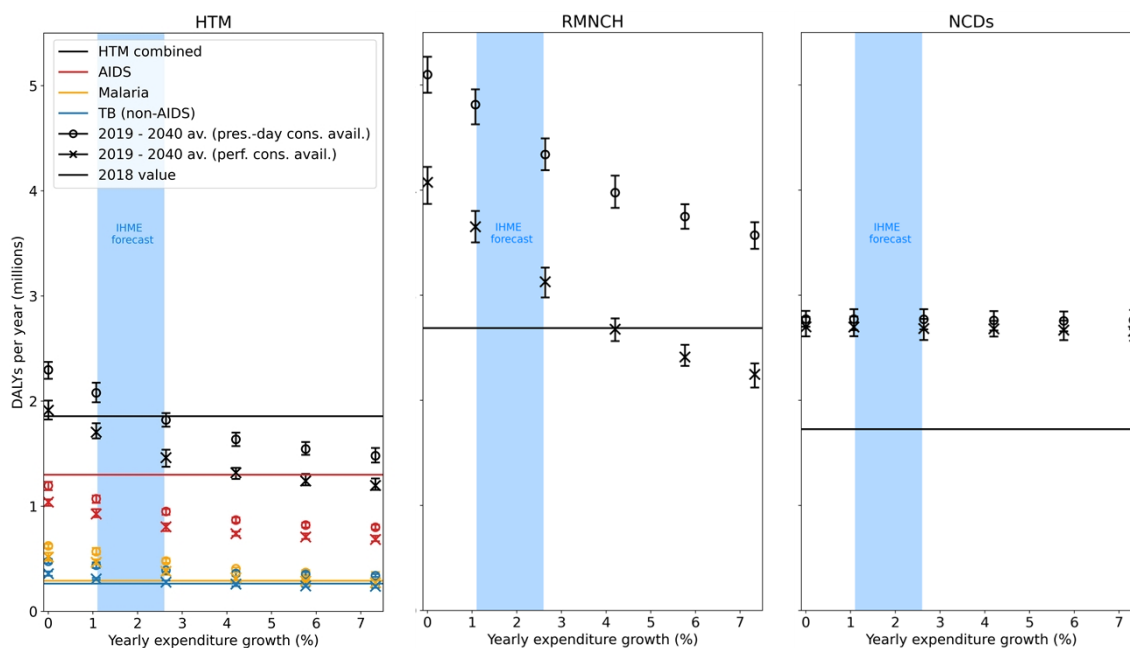 HTM
RMNCH
NCDs
HTM combined
AIDS
Malaria
TB (non-AIDS)
2019 - 2040 av. (pres.-day cons. avail.)
2019 - 2040 av. (perf. cons. avail.)
2018 value
IHME
forecast
IHME
forecast
IHME
forecast
DALYs per year (millions)
5
4
3
2
1
0
0 1 2 3 4 5 6 7
0 1 2 3 4 5 6 7
0 1 2 3 4 5 6 7
Yearly expenditure growth (%)
Yearly expenditure growth (%)
Yearly expenditure growth (%)